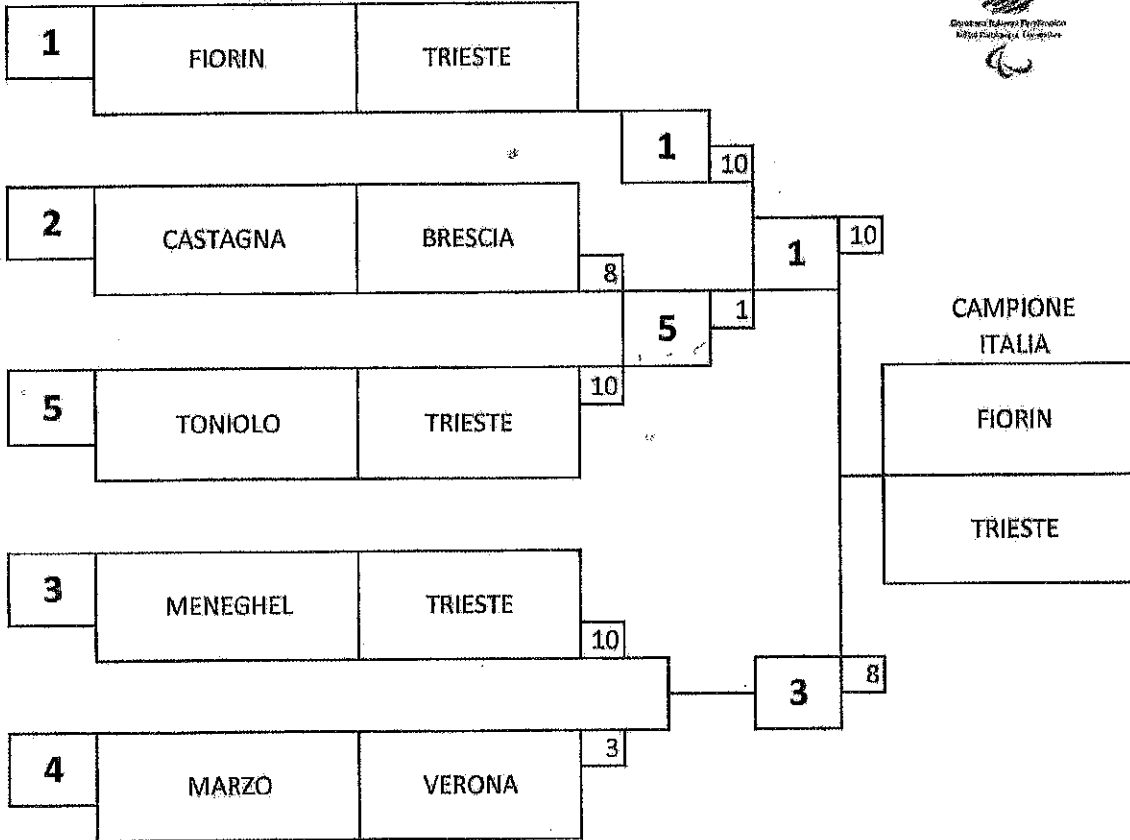 1 FIORIN TRIESTE
1 10
2 CASTAGNA BRESCIA
8
1 10
5 1
5 TONIOLO TRIESTE
10
CAMPIONE
ITALIA
FIORIN
TRIESTE
3 MENEGHEL TRIESTE
10
3 8
4 MARZO VERONA
3